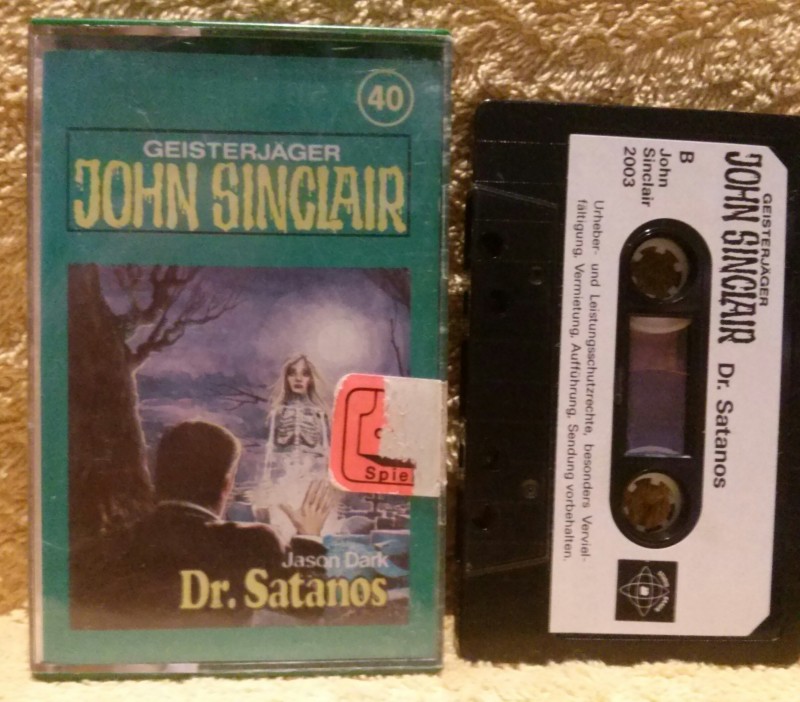 40
GEISTERJÄGER
JOHN SINCLAIR
Spie
Jason Dark
Dr. Satanos
GEISTERJÄGER
JOHN SINCLAIR Dr. Satanos
B
John
Sinclair
2003
Urheber- und Leistungsschutzrechte, besonders Verviel-
fältigung, Vermietung, Aufführung, Sendung vorbehalten.